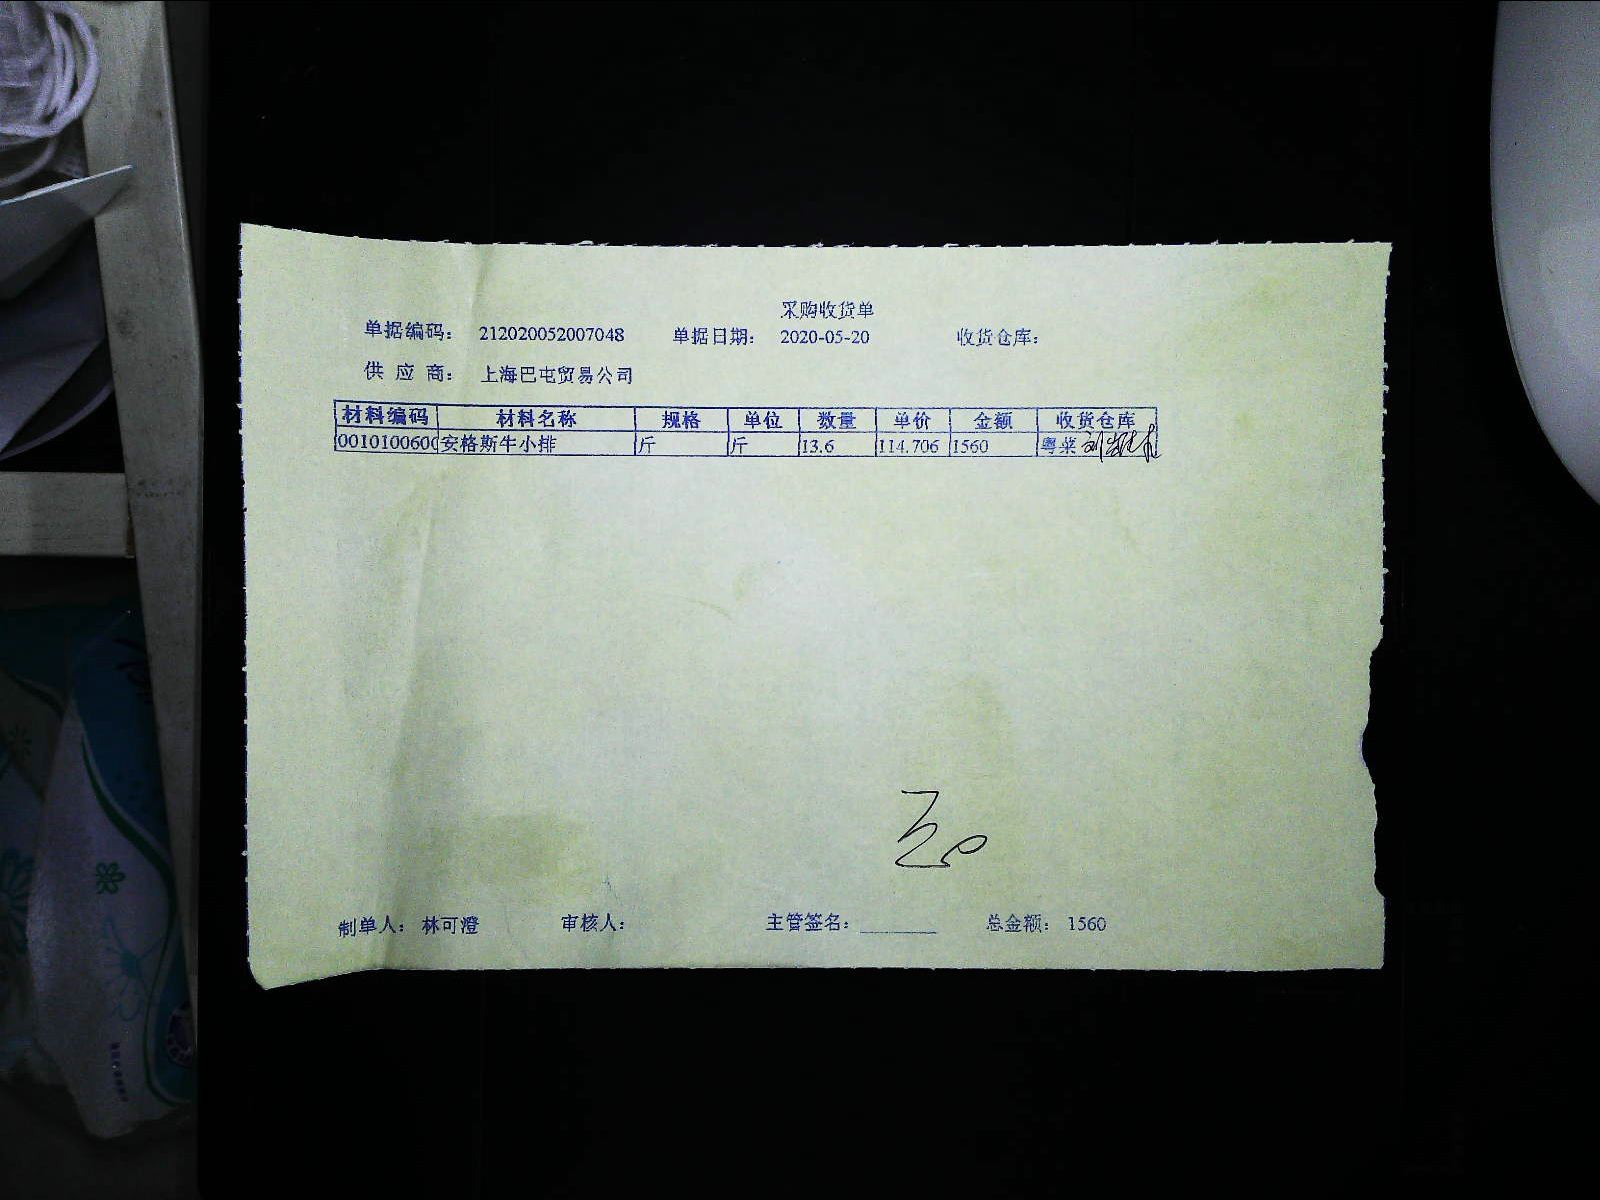 采购收货单
单据编码： 212020052007048 单据日期： 2020-05-20 收货仓库：
供 应 商： 上海巴屯贸易公司
材料编码 材料名称 规格 单位 数量 单价 金额 收货仓库
0010100600 安格斯牛小排 斤 斤 13.6 114.706 1560 粤菜
制单人： 林可澄 审核人： 主管签名： 总金额： 1560